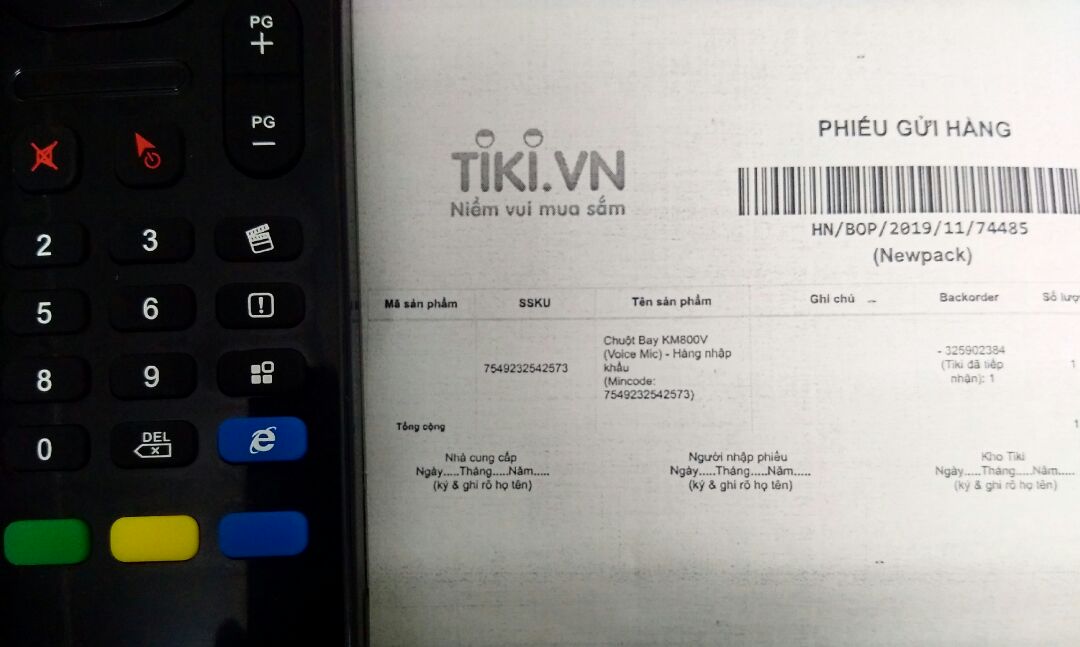 PG
+
PG
−
2
3
5
6
8
9
0
DEL
TiKi.VN
Niềm vui mua sắm
PHIẾU GỬI HÀNG
HN/BOP/2019/11/74485
(Newpack)
Mã sản phẩm SSKU Tên sản phẩm Ghi chú Backorder Số lượ
7549232542573
Chuột Bay KM800V
(Voice Mic) - Hàng nhập
khẩu
(Mincode:
7549232542573)
- 325902384
(Tiki đã tiếp
nhận): 1
1
Tổng cộng 1
Nhà cung cấp
Ngày.....Tháng.....Năm.....
(ký & ghi rõ họ tên)
Người nhập phiếu
Ngày.....Tháng.....Năm.....
(ký & ghi rõ họ tên)
Kho Tiki
Ngày.....Tháng.....Năm.....
(ký & ghi rõ họ tên)